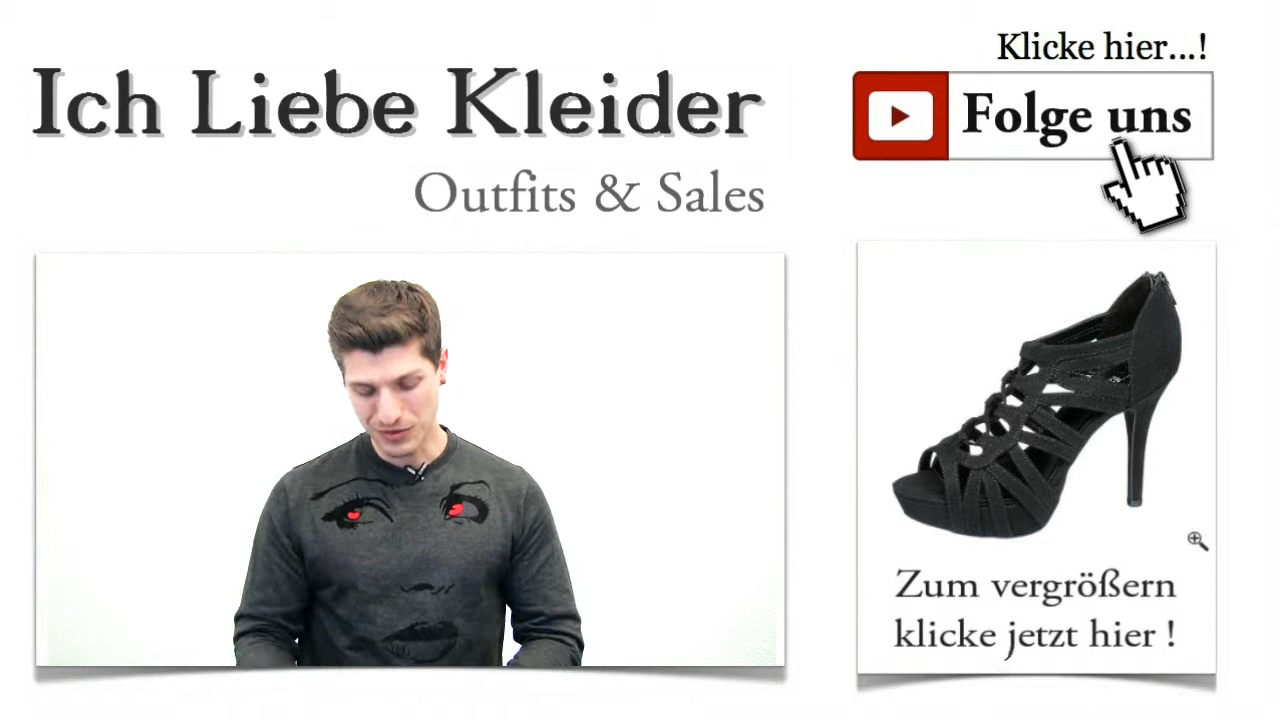 Ich Liebe Kleider
Outfits & Sales
Klicke hier...!
Folge uns
Zum vergrößern
klicke jetzt hier !